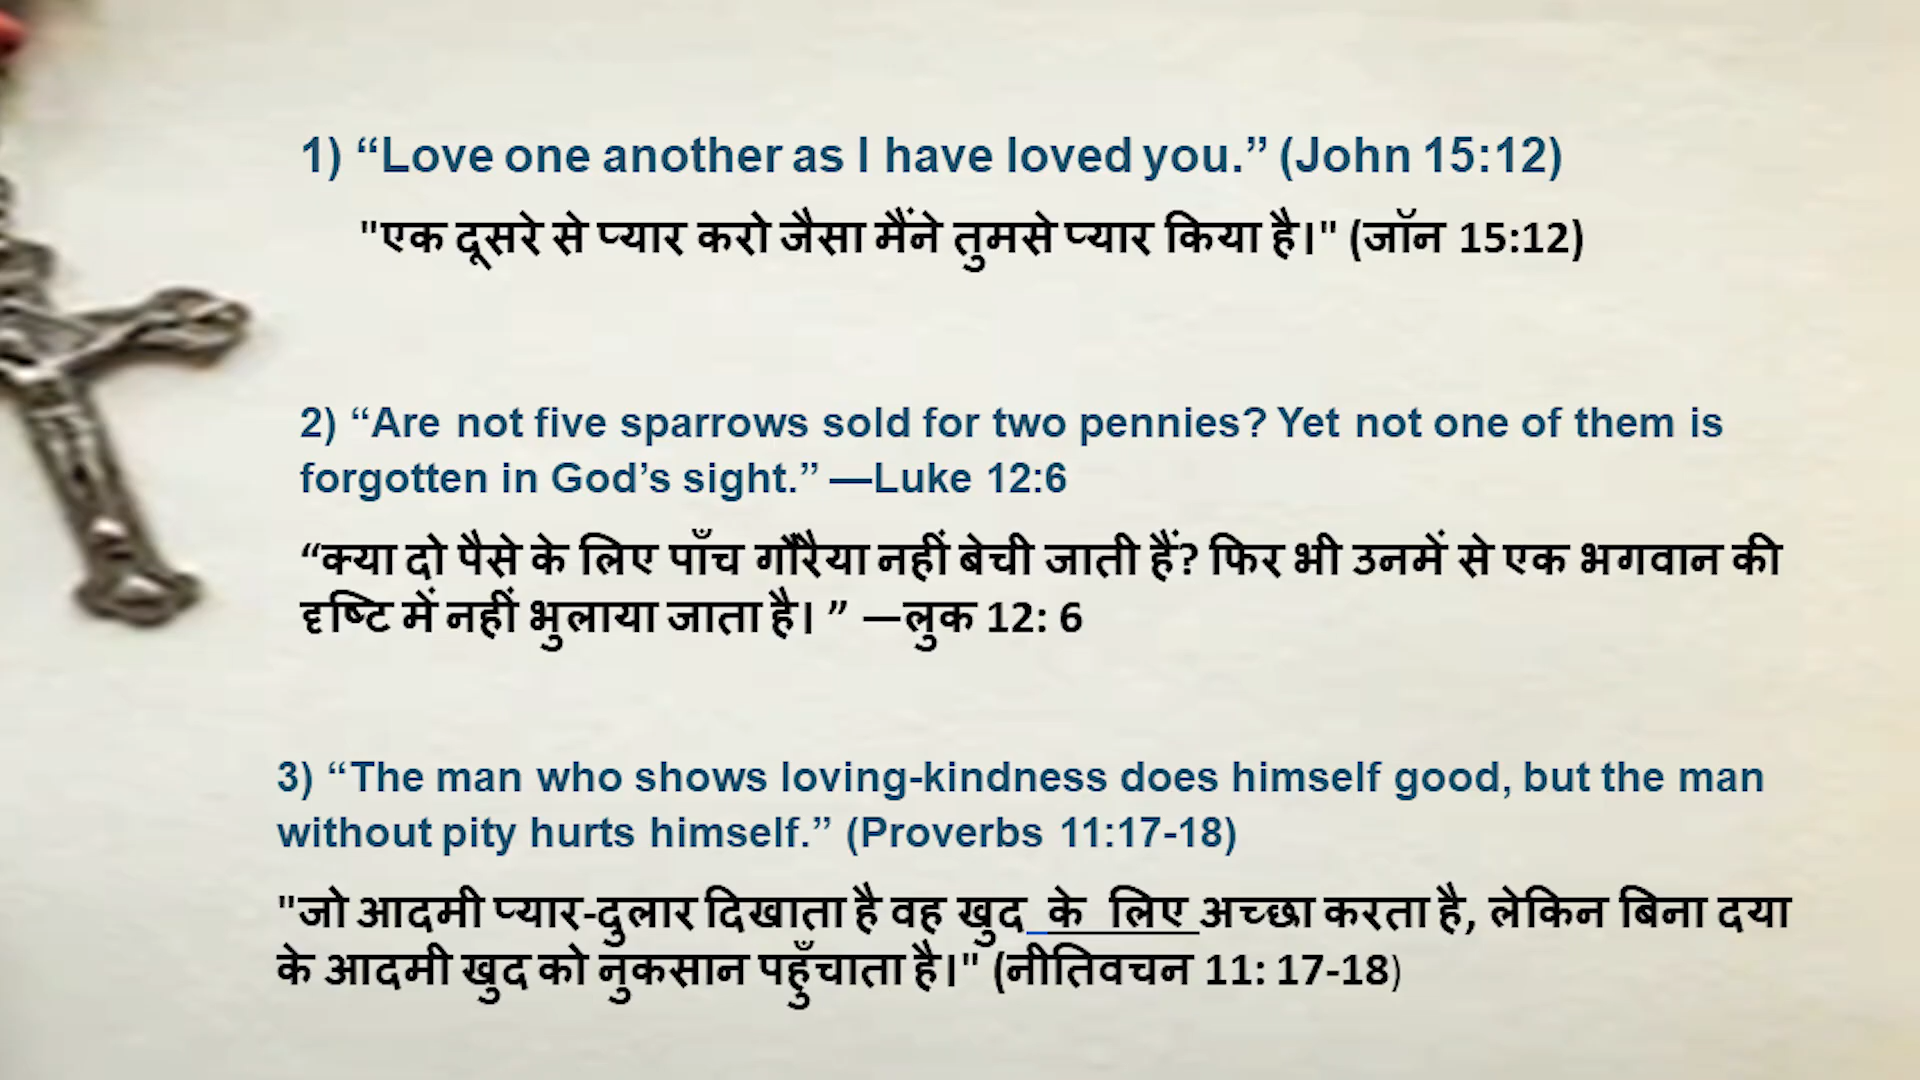 1) “Love one another as I have loved you.” (John 15:12)
"एक दूसरे से प्यार करो जैसा मैंने तुमसे प्यार किया है।" (जॉन 15:12)
2) “Are not five sparrows sold for two pennies? Yet not one of them is
forgotten in God’s sight.” —Luke 12:6
“क्या दो पैसे के लिए पाँच गौरैया नहीं बेची जाती हैं? फिर भी उनमें से एक भगवान की
दृष्टि में नहीं भुलाया जाता है। ” —लुक 12: 6
3) “The man who shows loving-kindness does himself good, but the man
without pity hurts himself.” (Proverbs 11:17-18)
"जो आदमी प्यार-दुलार दिखाता है वह खुद के लिए अच्छा करता है, लेकिन बिना दया
के आदमी खुद को नुकसान पहुँचाता है।" (नीतिवचन 11: 17-18)